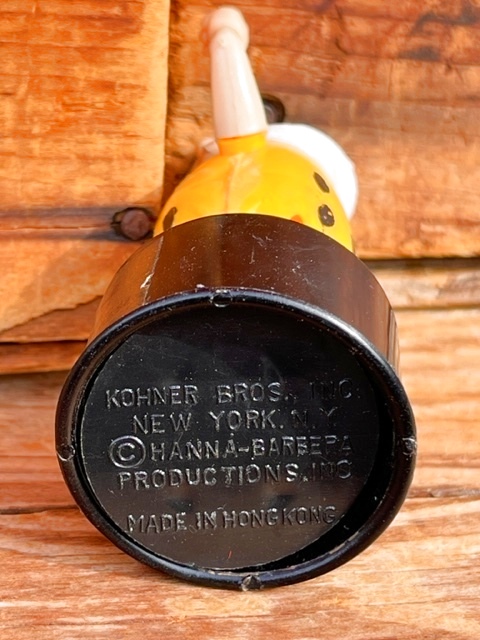 KOHNER BROS., INC
NEW YORK, N.Y
© HANNA-BARBERA
PRODUCTIONS, INC
MADE IN HONG KONG